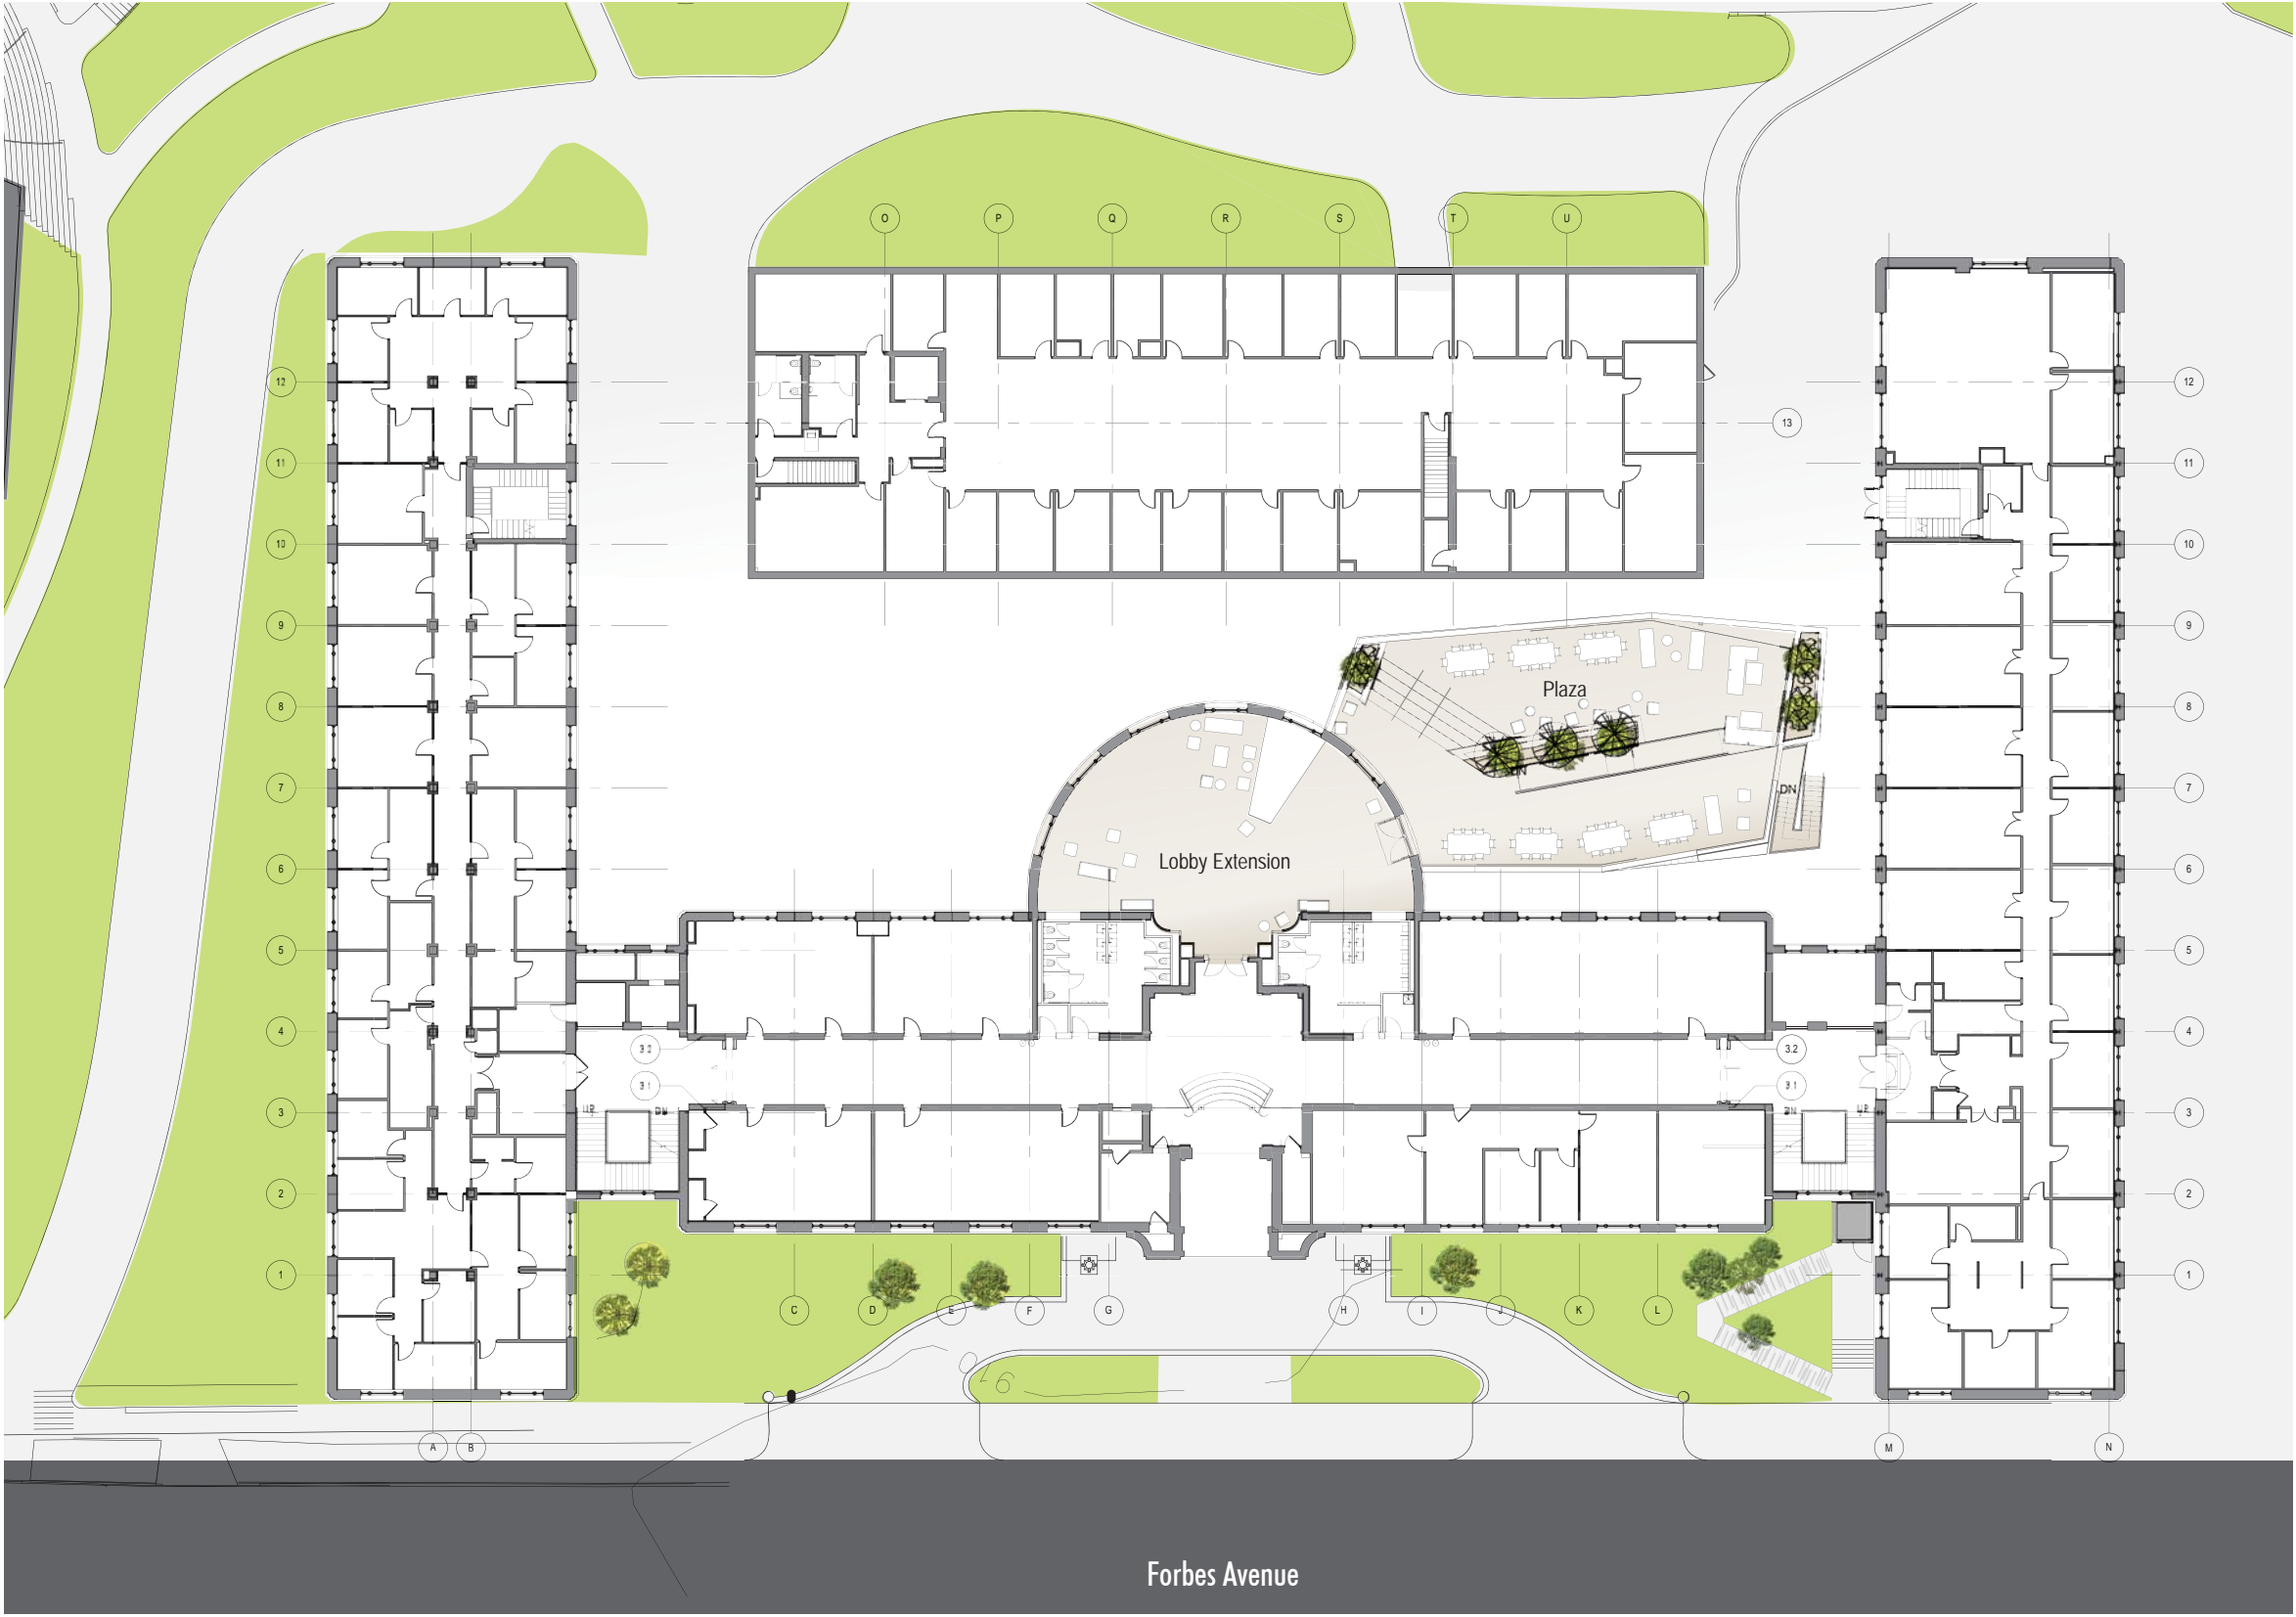 O P Q R S T U
12 12
13
11 11
10 10
9 9
Plaza
8 8
7 DN 7
Lobby Extension
6 6
5 5
4 4
3.2 3.2
3.1 3.1
3 UP DN DN UP 3
2 2
1 1
C D E F G H I J K L
A B M N
Forbes Avenue